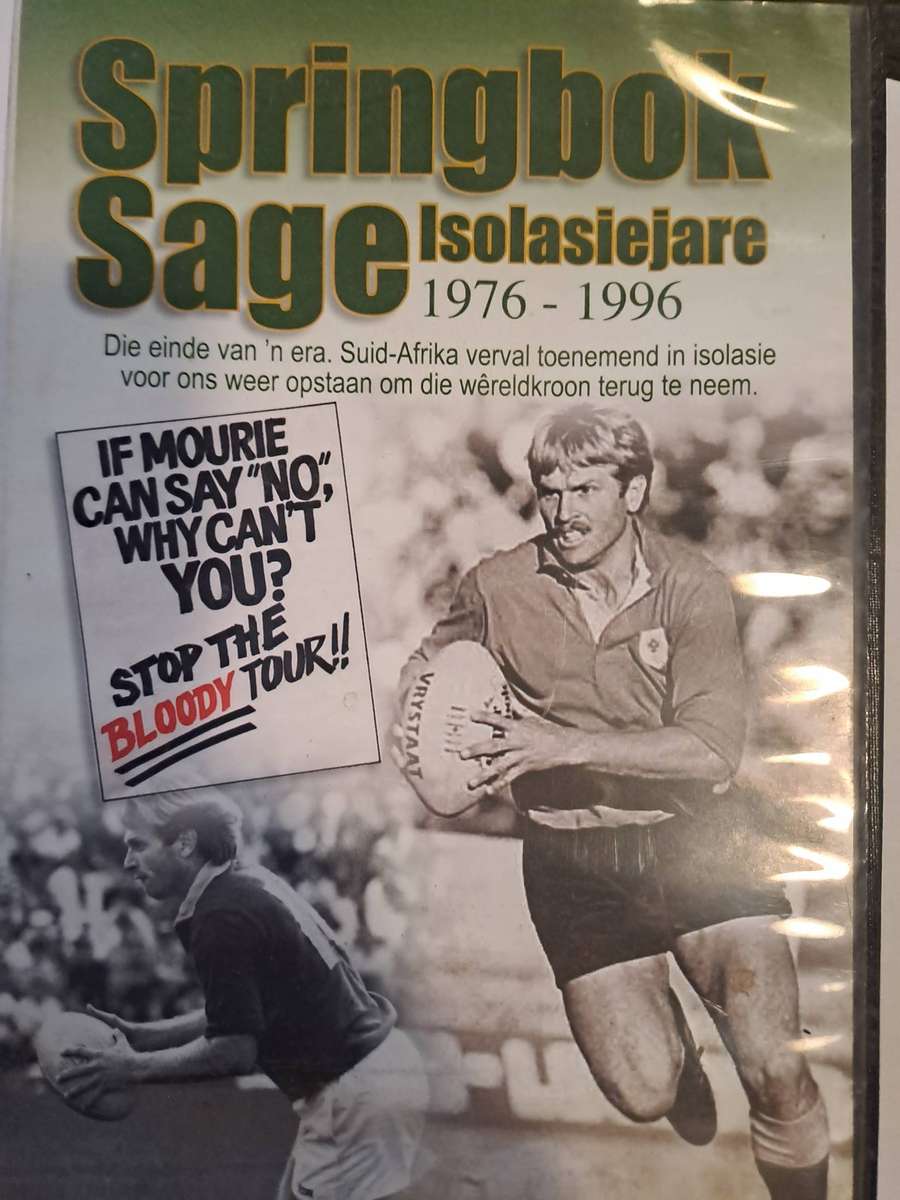 Springbok
Sage Isolasiejare
1976 - 1996
Die einde van 'n era. Suid-Afrika verval toenemend in isolasie
voor ons weer opstaan om die wêreldkroon terug te neem.
IF MOURIE
CAN SAY "NO",
WHY CAN'T
YOU?
STOP THE
BLOODY TOUR!!
VRYSTAAT